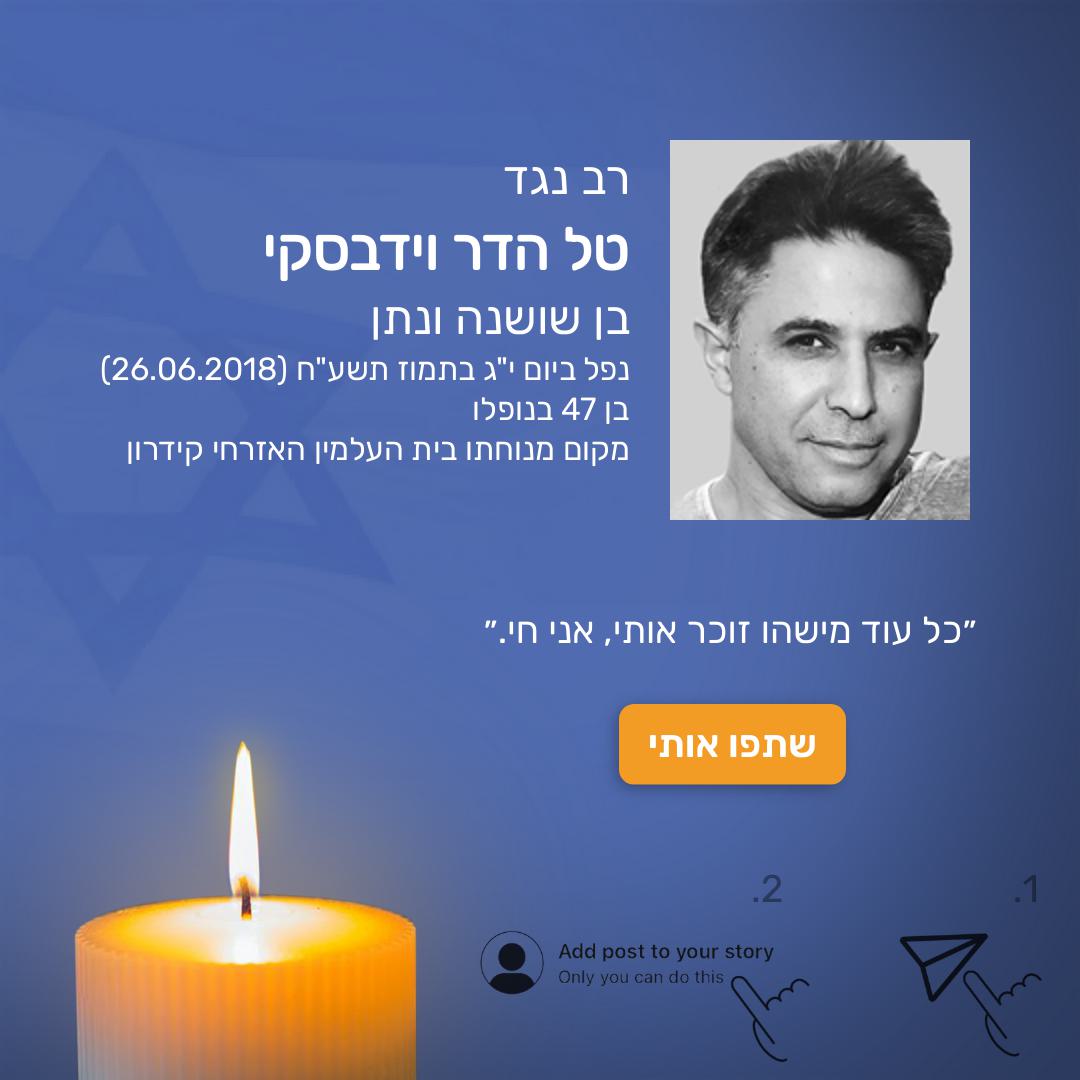 רב נגד
טל הדר וידבסקי
בן שושנה ונתן
נפל ביום י"ג בתמוז תשע"ח (26.06.2018)
בן 47 בנופלו
מקום מנוחתו בית העלמין האזרחי קידרון
״כל עוד מישהו זוכר אותי, אני חי.״
שתפו אותי
1.
2.
Add post to your story
Only you can do this